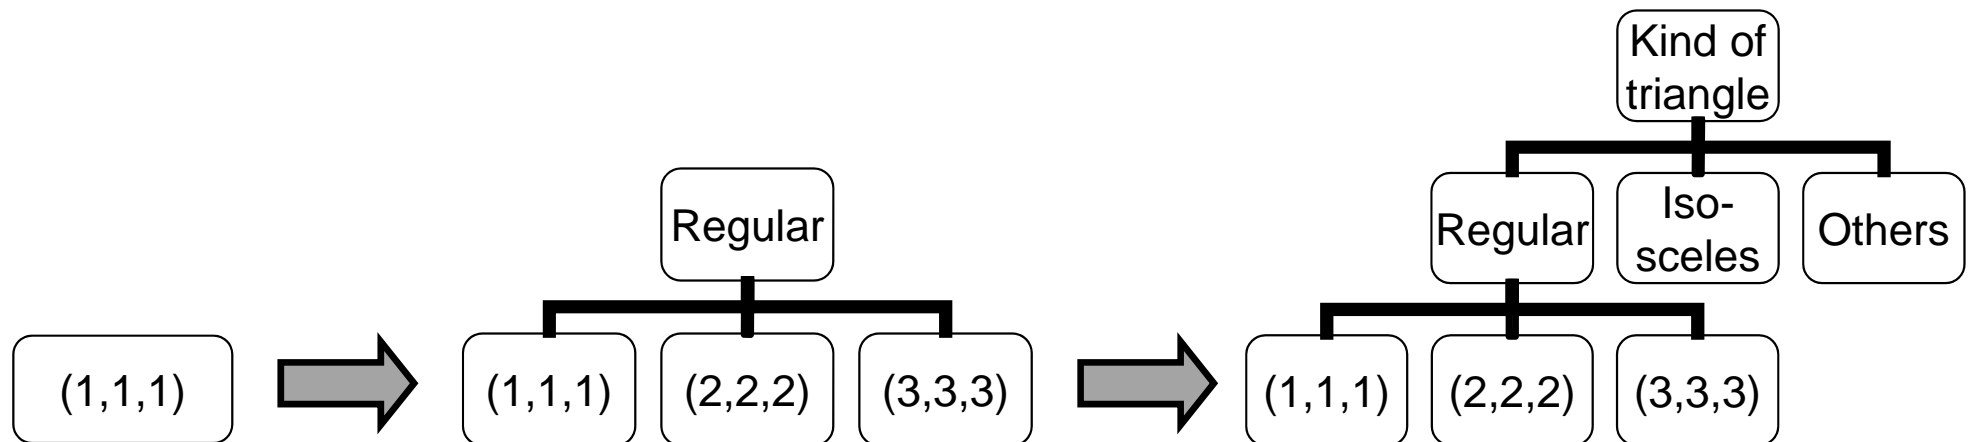 (1,1,1)
Regular
(1,1,1)
(2,2,2)
(3,3,3)
Kind of
triangle
Regular
Iso-
sceles
Others
(1,1,1)
(2,2,2)
(3,3,3)